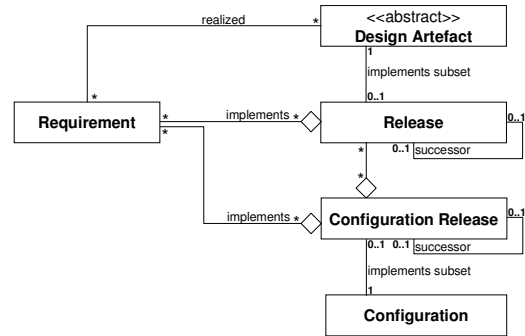 <<abstract>>
realized
*
Design Artefact
1
implements subset
*
0..1
Requirement
*
implements
*
Release
0..1
*
*
0..1
successor
*
implements
*
Configuration Release
0..1
0..1
0..1
successor
implements subset
1
Configuration